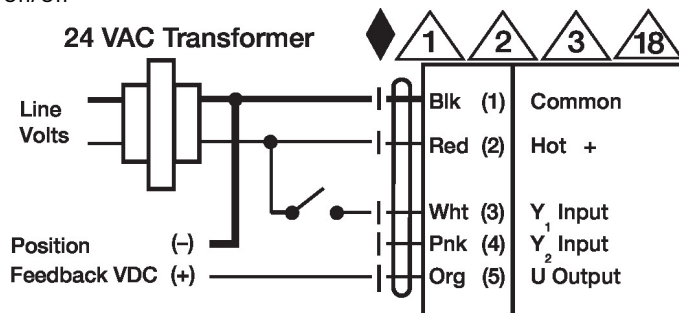 24 VAC Transformer
1 2 3 18
Line
Volts
Blk (1) Common
Red (2) Hot +
Wht (3) Y1 Input
Pnk (4) Y2 Input
Org (5) U Output
Position (–)
Feedback VDC (+)